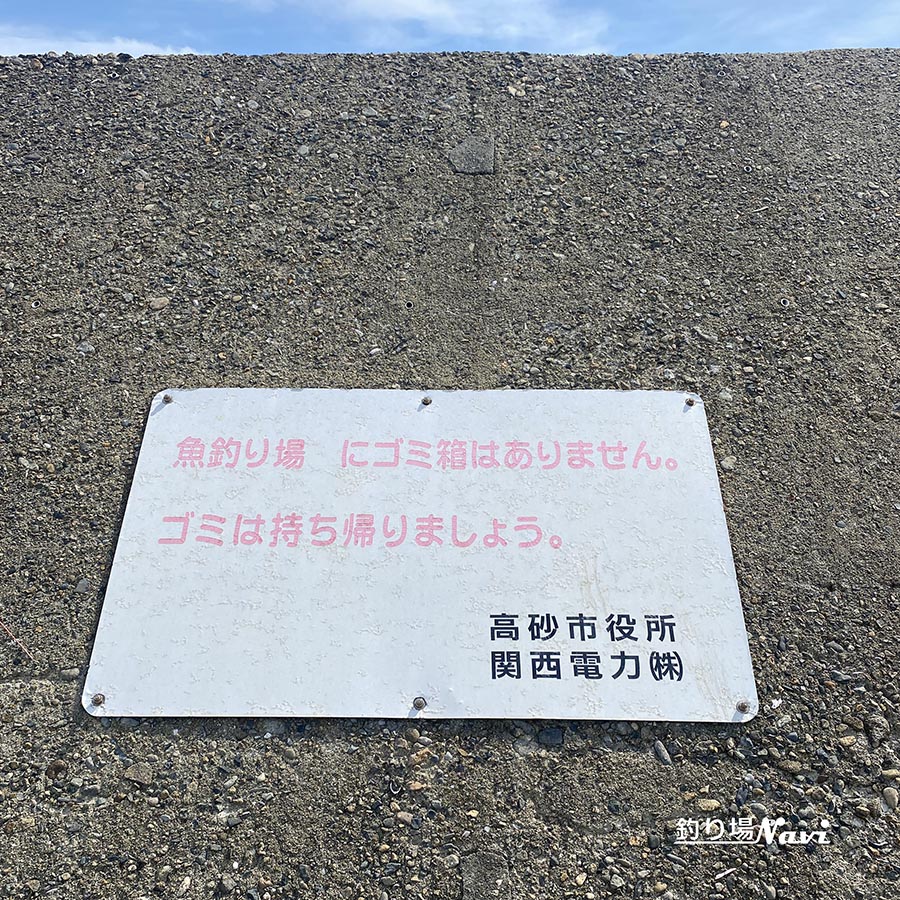 魚釣り場　にゴミ箱はありません。
ゴミは持ち帰りましょう。
高砂市役所
関西電力㈱
釣り場Navi